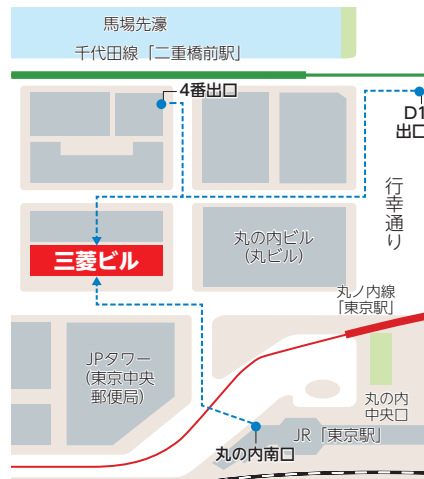 馬場先濠
千代田線「二重橋前駅」
4番出口
D1
出口
行幸通り
三菱ビル
丸の内ビル
(丸ビル)
丸ノ内線
「東京駅」
JPタワー
(東京中央
郵便局)
丸の内
中央口
JR「東京駅」
丸の内南口